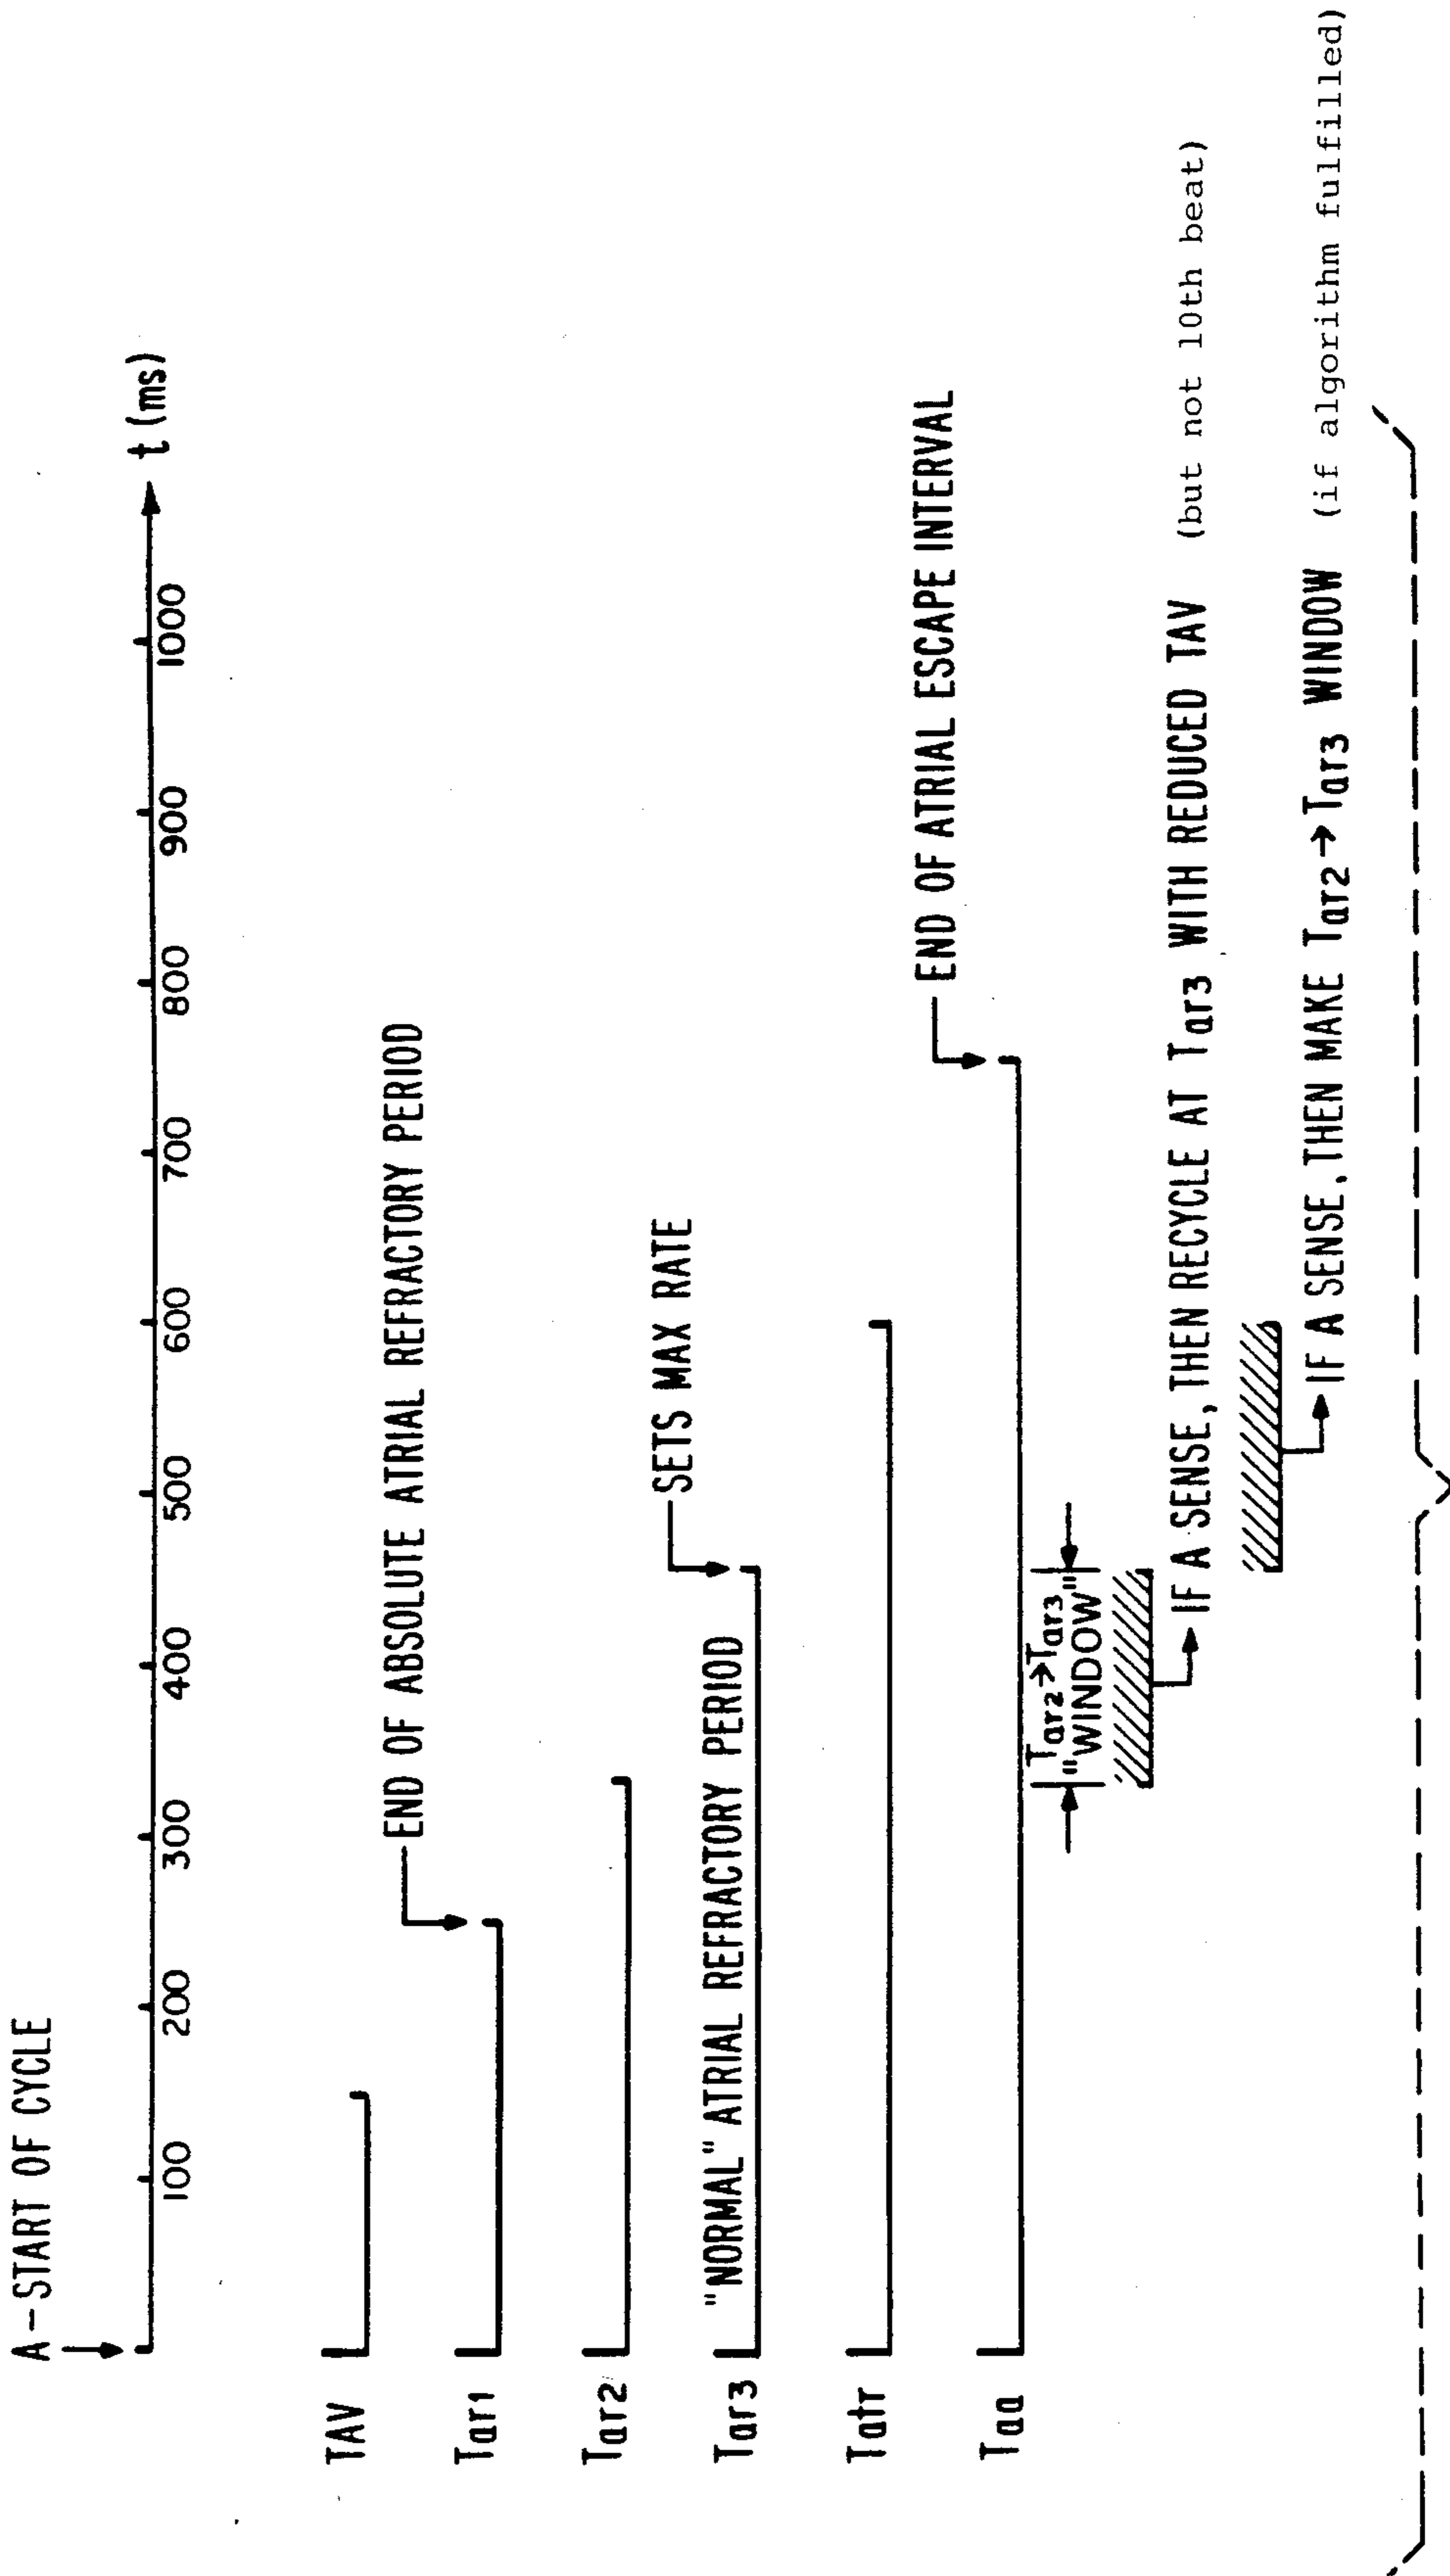 A – START OF CYCLE
t (ms)
100 200 300 400 500 600 700 800 900 1000
TAV
Tar1
END OF ABSOLUTE ATRIAL REFRACTORY PERIOD
Tar2
Tar3
"NORMAL" ATRIAL REFRACTORY PERIOD
SETS MAX RATE
Tatr
Taa
END OF ATRIAL ESCAPE INTERVAL
Tar2→Tar3
"WINDOW"
IF A SENSE, THEN RECYCLE AT Tar3 WITH REDUCED TAV (but not 10th beat)
IF A SENSE, THEN MAKE Tar2→Tar3 WINDOW (if algorithm fulfilled)